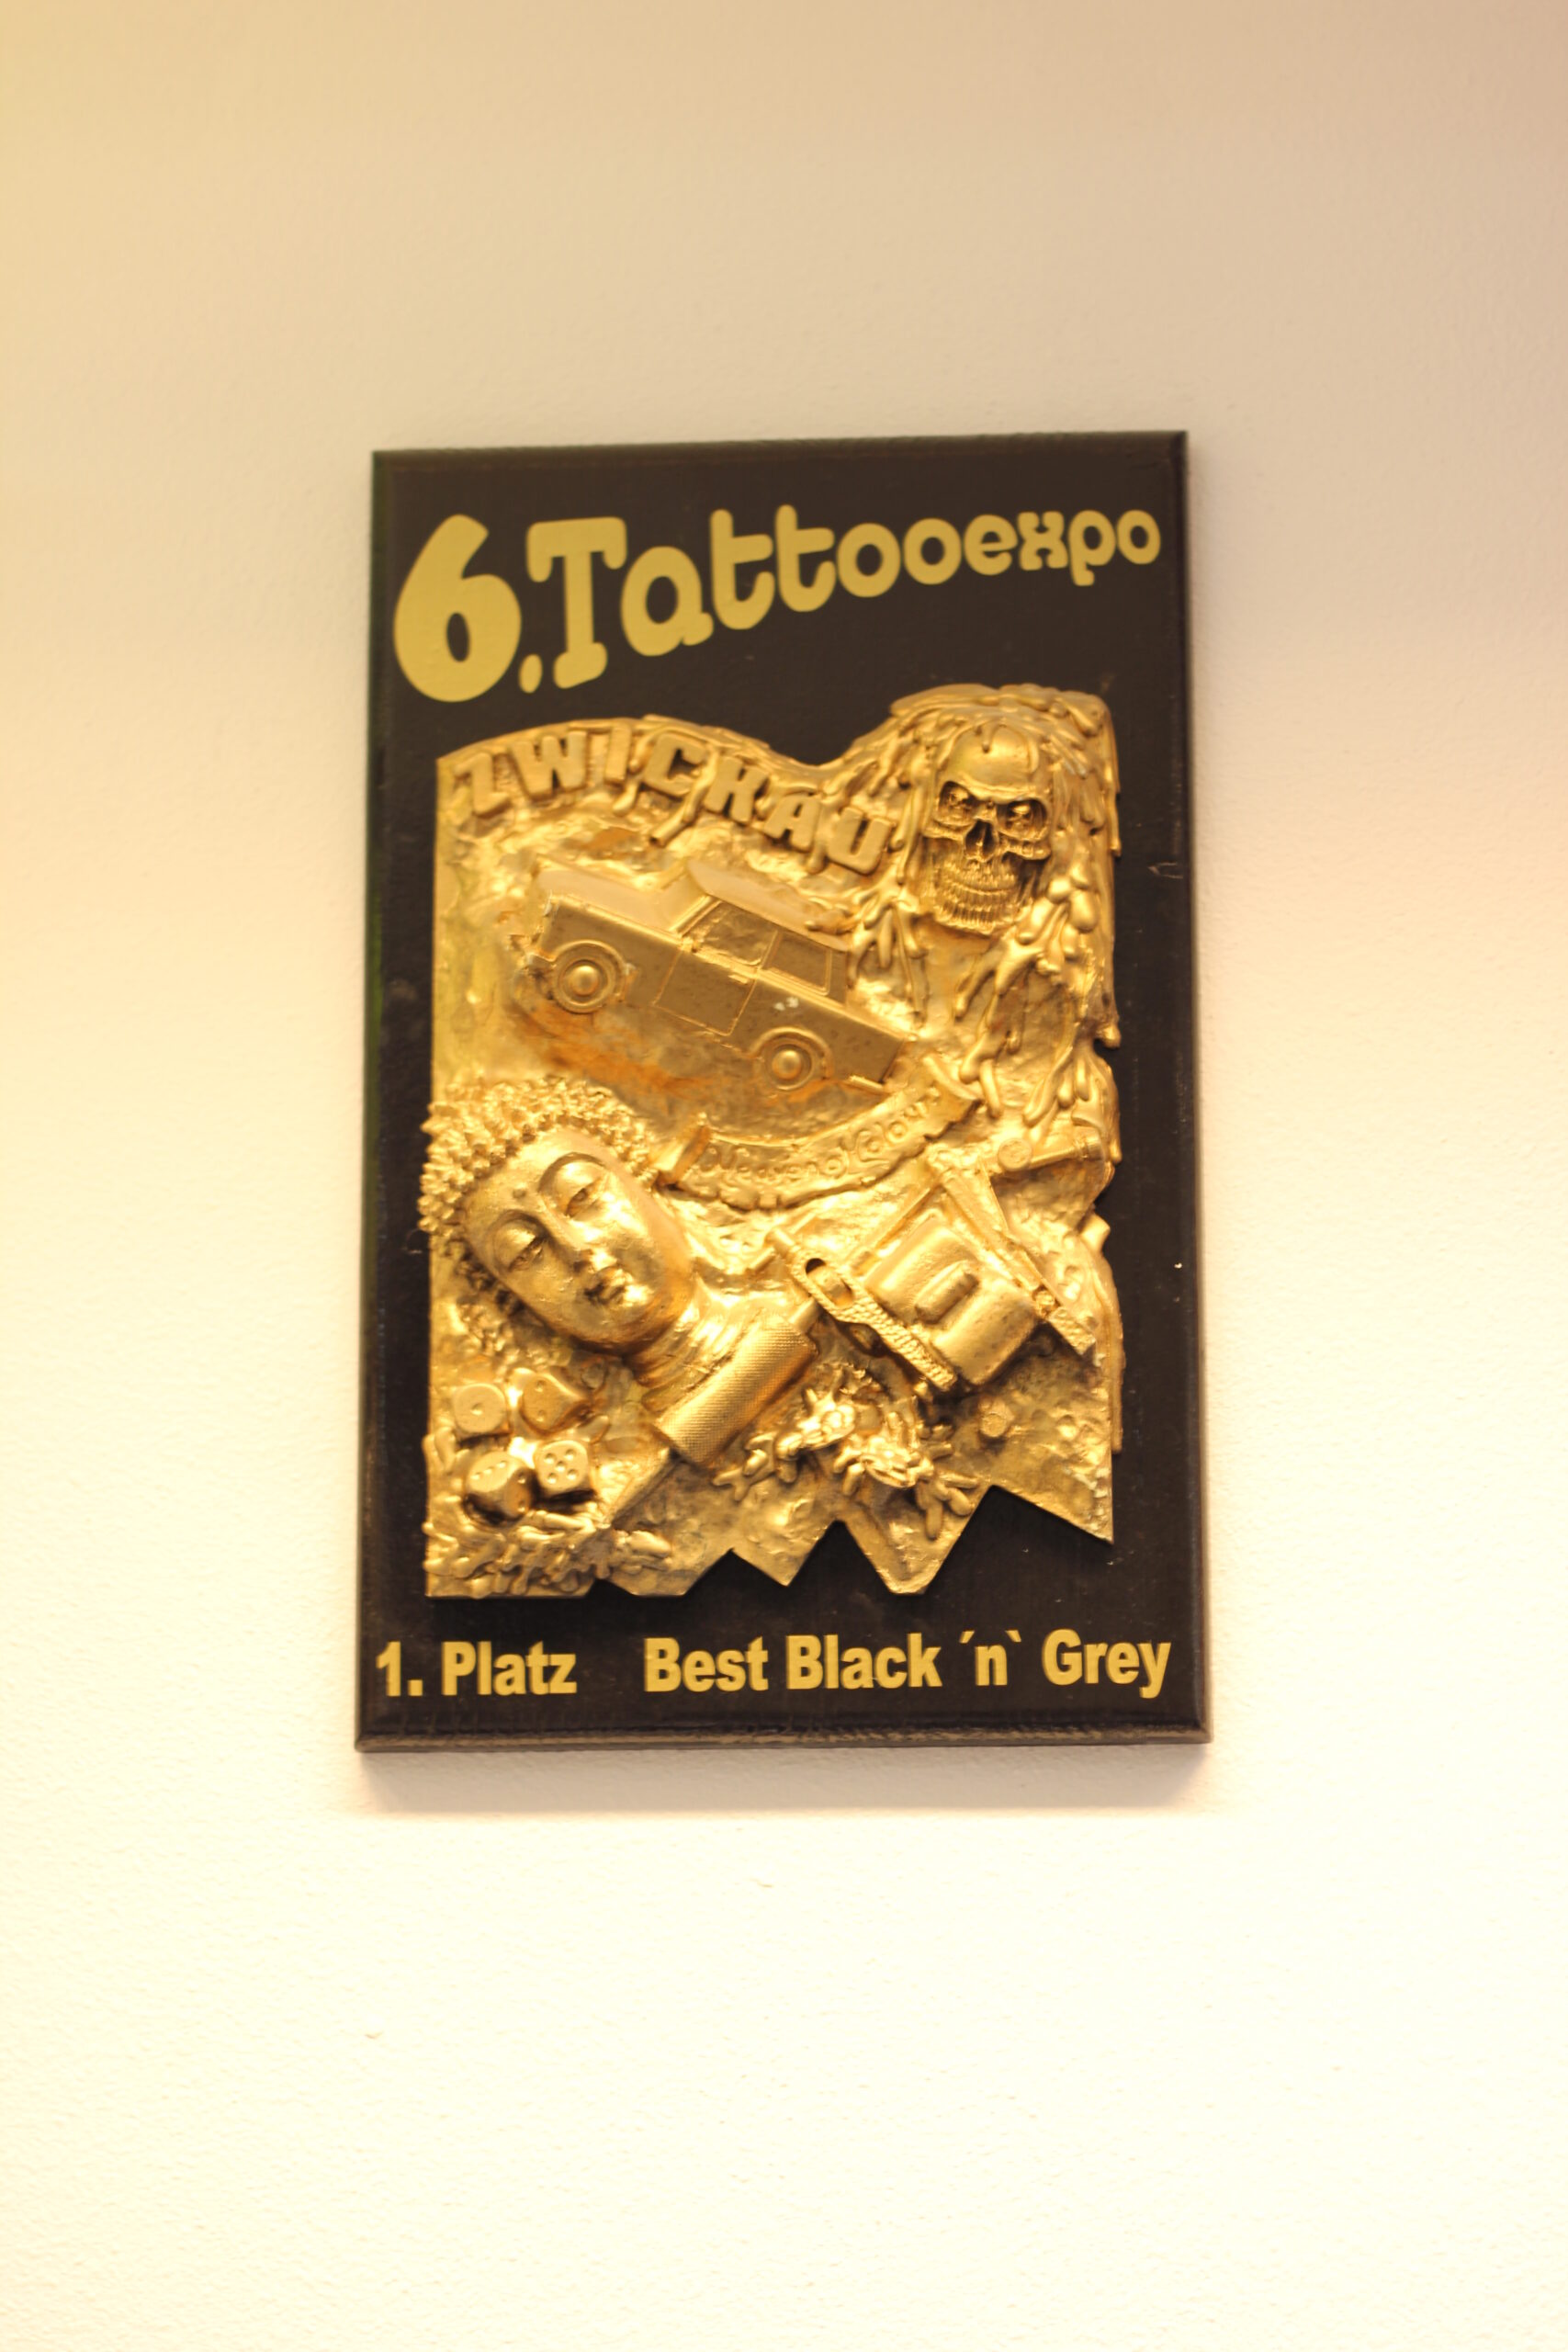 6. Tattooexpo
ZWICKAU
1. Platz Best Black ´n` Grey